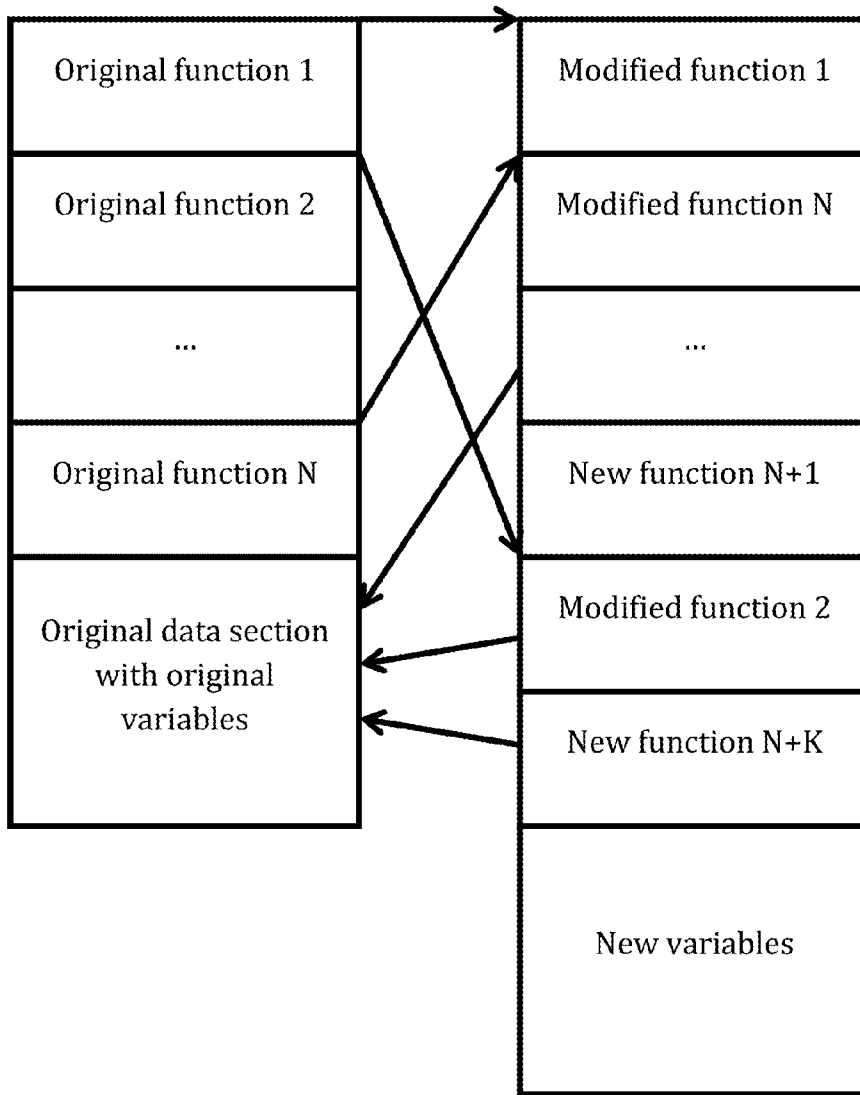 Original function 1
Original function 2
...
Original function N
Original data section
with original
variables
Modified function 1
Modified function N
...
New function N+1
Modified function 2
New function N+K
New variables